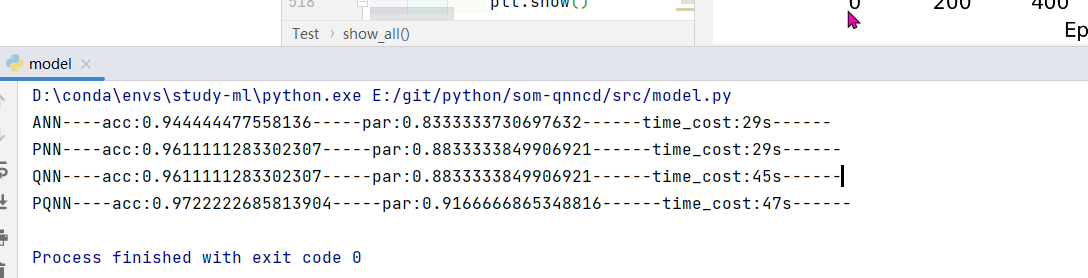 518
plt.show()
0 200 400
Test › show_all()
Ep
model
D:\conda\envs\study-ml\python.exe E:/git/python/som-qnncd/src/model.py
ANN----acc:0.944444477558136-----par:0.8333333730697632------time_cost:29s------
PNN----acc:0.9611111283302307-----par:0.8833333849906921------time_cost:29s------
QNN----acc:0.9611111283302307-----par:0.8833333849906921------time_cost:45s------
PQNN----acc:0.9722222685813904-----par:0.9166666865348816------time_cost:47s------
Process finished with exit code 0